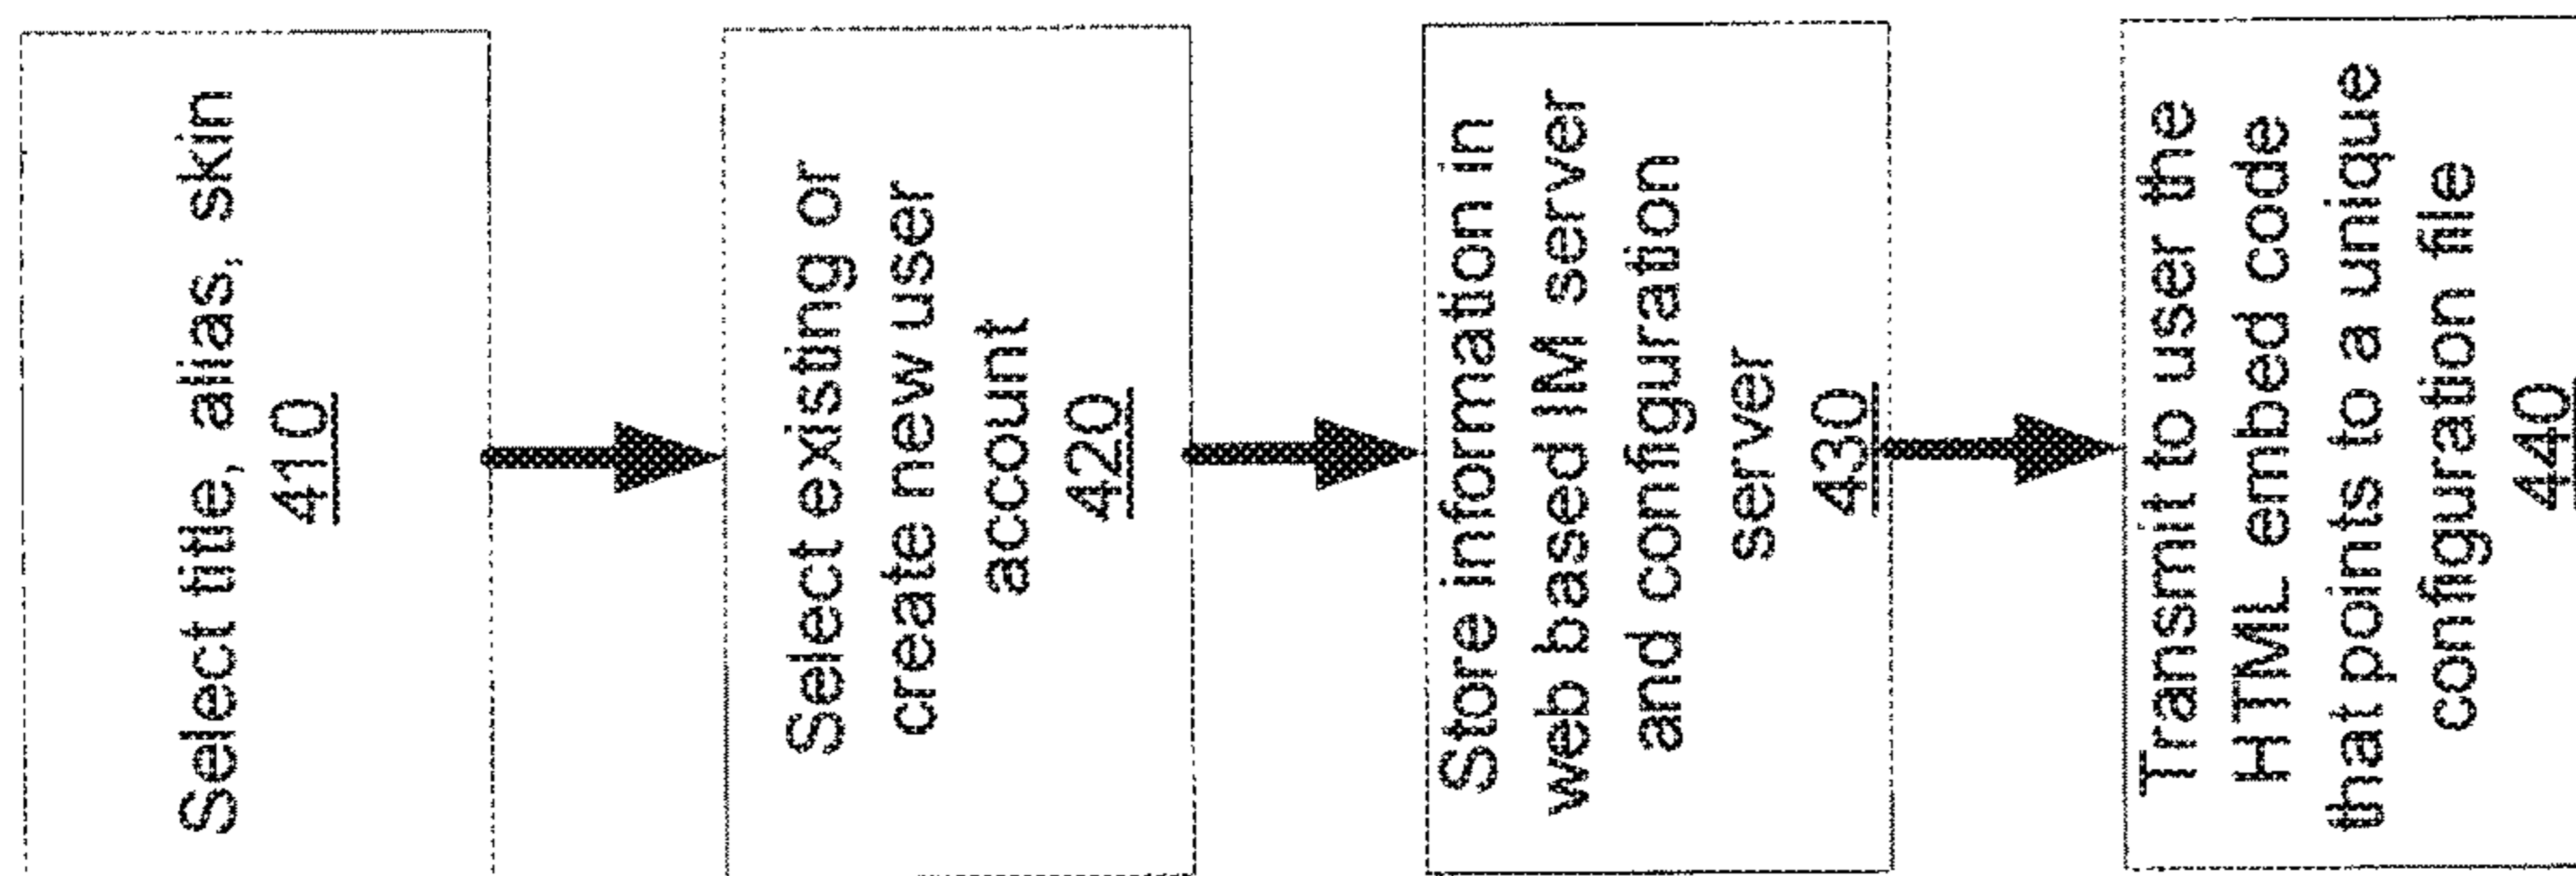 Select title, alias, skin
410
Select existing or
create new user
account
420
Store information in
web based IM server
and configuration
server
430
Transmit to user the
HTML embed code
that points to a unique
configuration file
440